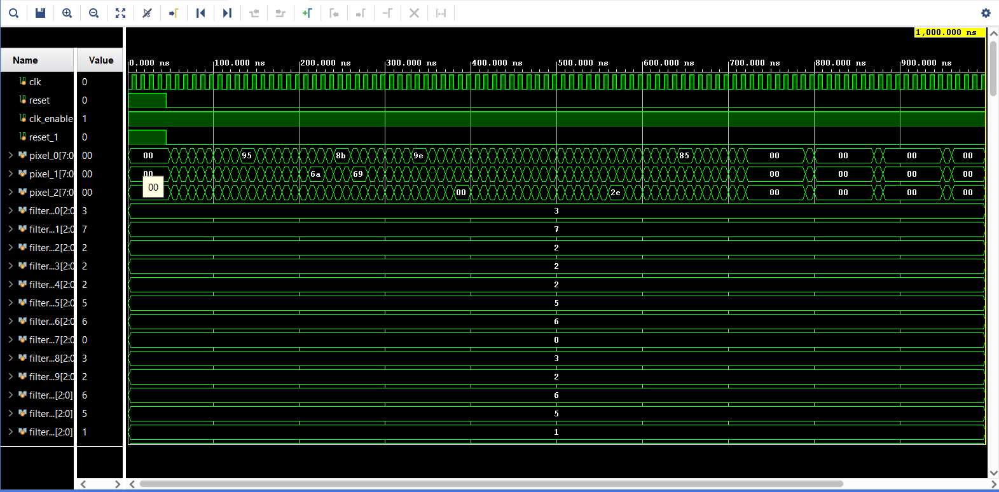 1,000.000 ns
Name Value
0.000 ns 100.000 ns 200.000 ns 300.000 ns 400.000 ns 500.000 ns 600.000 ns 700.000 ns 800.000 ns 900.000 ns
clk 0
reset 0
clk_enable 1
reset_1 0
pixel_0[7:0 00 00 95 8b 9e 85 00 00 00 00
pixel_1[7:0 00 00 6a 69 00 00 00 00
00
pixel_2[7:0 00 00 2e 00 00 00 00
filter...0[2:0 3 3
filter...1[2:0 7 7
filter...2[2:0 2 2
filter...3[2:0 2 2
filter...4[2:0 2 2
filter...5[2:0 5 5
filter...6[2:0 6 6
filter...7[2:0 0 0
filter...8[2:0 3 3
filter...9[2:0 2 2
filter...[2:0] 6 6
filter...[2:0] 5 5
filter...[2:0] 1 1